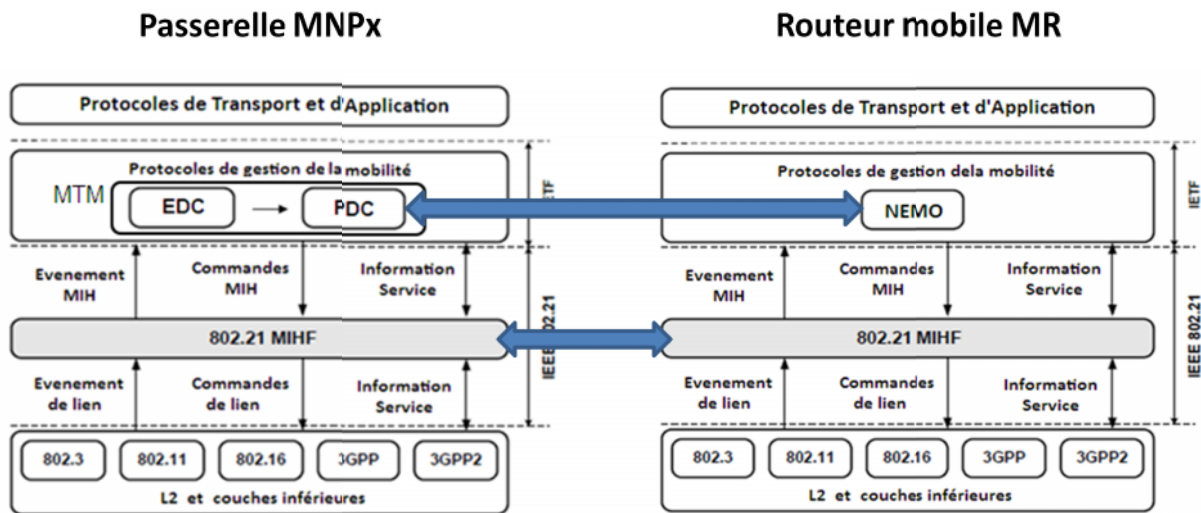 Passerelle MNPx
Protocoles de Transport et d'Application
Protocoles de gestion de la mobilité
MTM
EDC
PDC
IETF
Evenement
MIH
Commandes
MIH
Information
Service
802.21 MIHF
IEEE 802.21
Evenement
de lien
Commandes
de lien
Information
Service
802.3
802.11
802.16
3GPP
3GPP2
L2 et couches inférieures
Routeur mobile MR
Protocoles de Transport et d'Application
Protocoles de gestion dela mobilité
NEMO
IETF
Evenement
MIH
Commandes
MIH
Information
Service
802.21 MIHF
IEEE 802.21
Evenement
de lien
Commandes
de lien
Information
Service
802.3
802.11
802.16
3GPP
3GPP2
L2 et couches inférieures